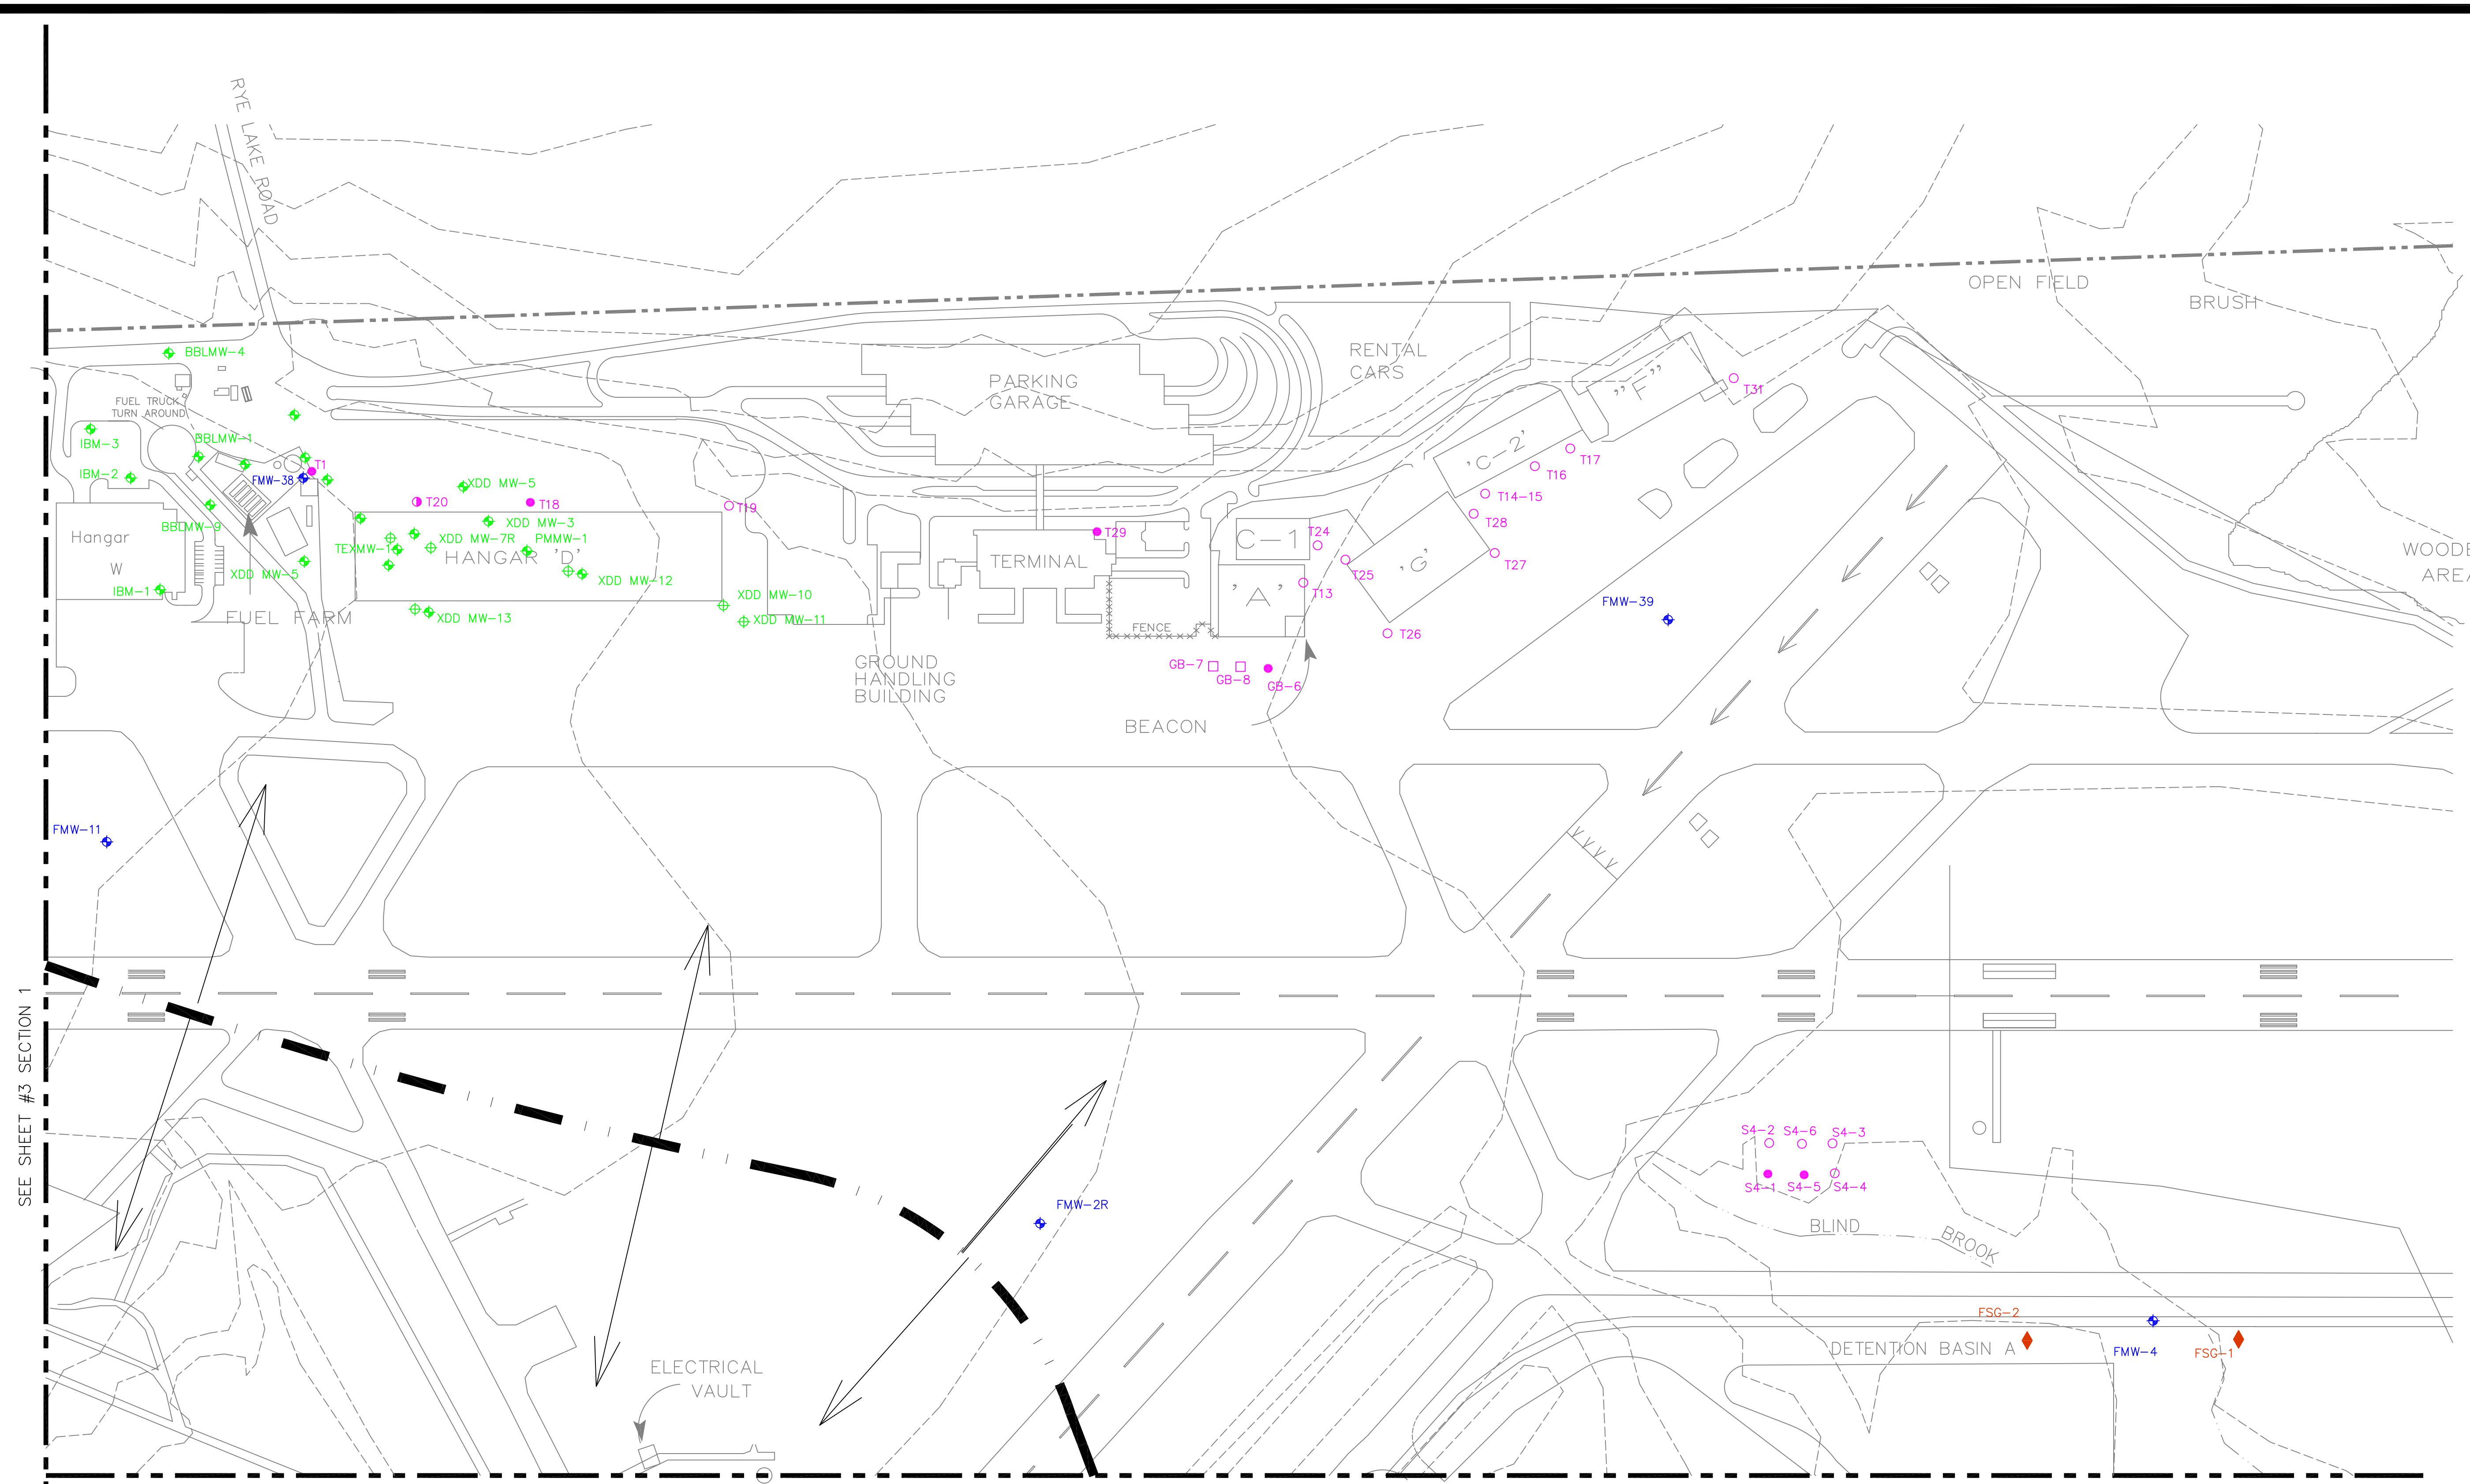 RYE LAKE ROAD
OPEN FIELD
BRUSH
BBLMW-4
RENTAL
CARS
PARKING
GARAGE
"F"
T31
FUEL TRUCK
TURN AROUND
IBM-3
BBLMW-1
'C-2'
T17
T16
IBM-2
T1
FMW-38
XDD MW-5
T20
T18
T19
T14-15
T28
BBLMW-9
XDD MW-3
T29
T24
Hangar
W
TEXMW-1
XDD MW-7R
PMMW-1
HANGAR 'D'
TERMINAL
C-1
T25
'G'
T27
WOODE
AREA
XDD MW-5
XDD MW-12
IBM-1
XDD MW-10
'A'
T13
FMW-39
FUEL FARM
XDD MW-13
XDD MW-11
FENCE
T26
GROUND
HANDLING
BUILDING
GB-7
GB-8
GB-6
BEACON
FMW-11
SEE SHEET #3 SECTION 1
S4-2
S4-6
S4-3
S4-1
S4-5
S4-4
FMW-2R
BLIND
BROOK
FSG-2
DETENTION BASIN A
FMW-4
FSG-1
ELECTRICAL
VAULT